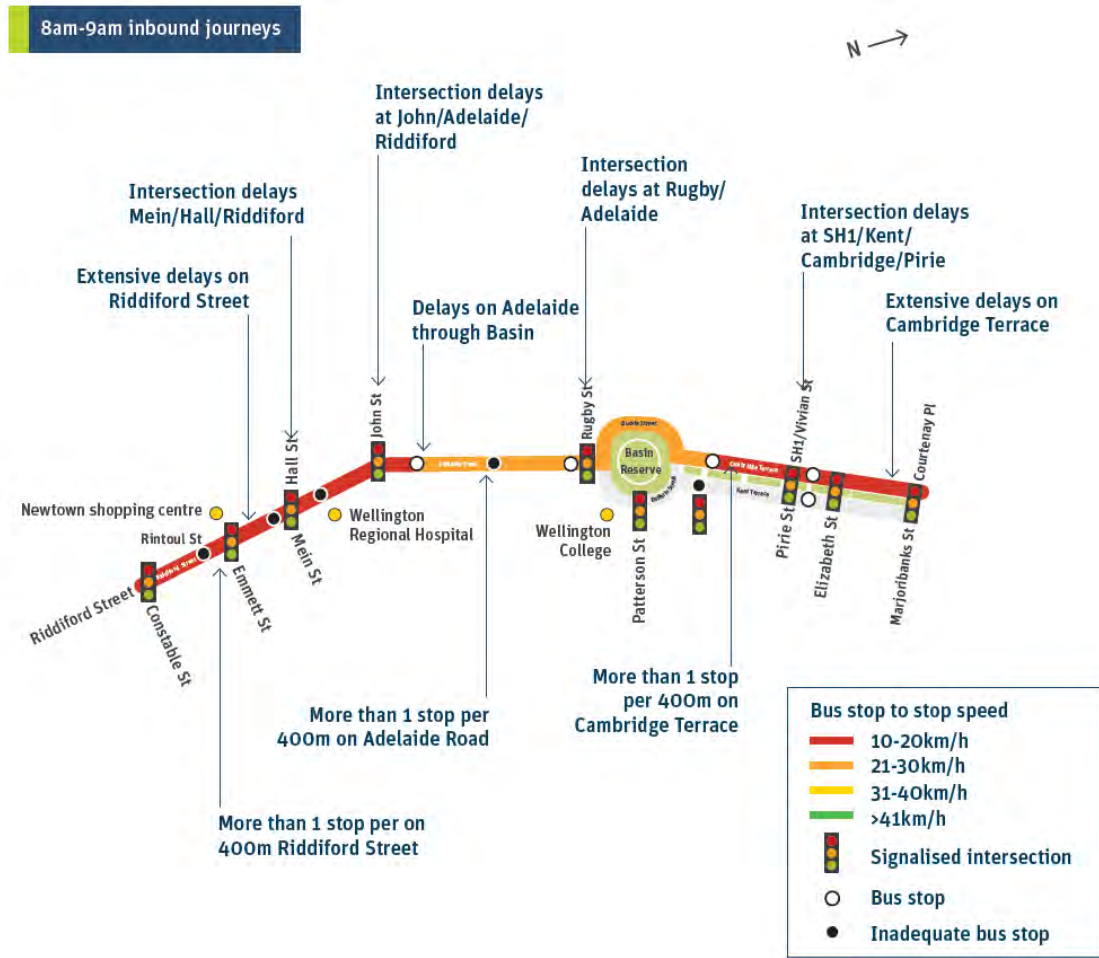 8am-9am inbound journeys
N
Intersection delays
at John/Adelaide/
Riddiford
Intersection
delays at Rugby/
Adelaide
Intersection delays
Mein/Hall/Riddiford
Intersection delays
at SH1/Kent/
Cambridge/Pirie
Extensive delays on
Riddiford Street
Delays on Adelaide
through Basin
Extensive delays on
Cambridge Terrace
John St
Rugby St
SH1/Vivian St
Courtenay Pl
Hall St
Basin
Reserve
Cambridge Terrace
Kent Terrace
Newtown shopping centre
Rintoul St
Wellington
Regional Hospital
Wellington
College
Mein St
Emmett St
Riddiford Street
Riddiford Street
Constable St
Patterson St
Pirie St
Elizabeth St
Marjoribanks St
More than 1 stop
per 400m on
Cambridge Terrace
More than 1 stop per
400m on Adelaide Road
More than 1 stop per on
400m Riddiford Street
Bus stop to stop speed
10-20km/h
21-30km/h
31-40km/h
>41km/h
Signalised intersection
Bus stop
Inadequate bus stop